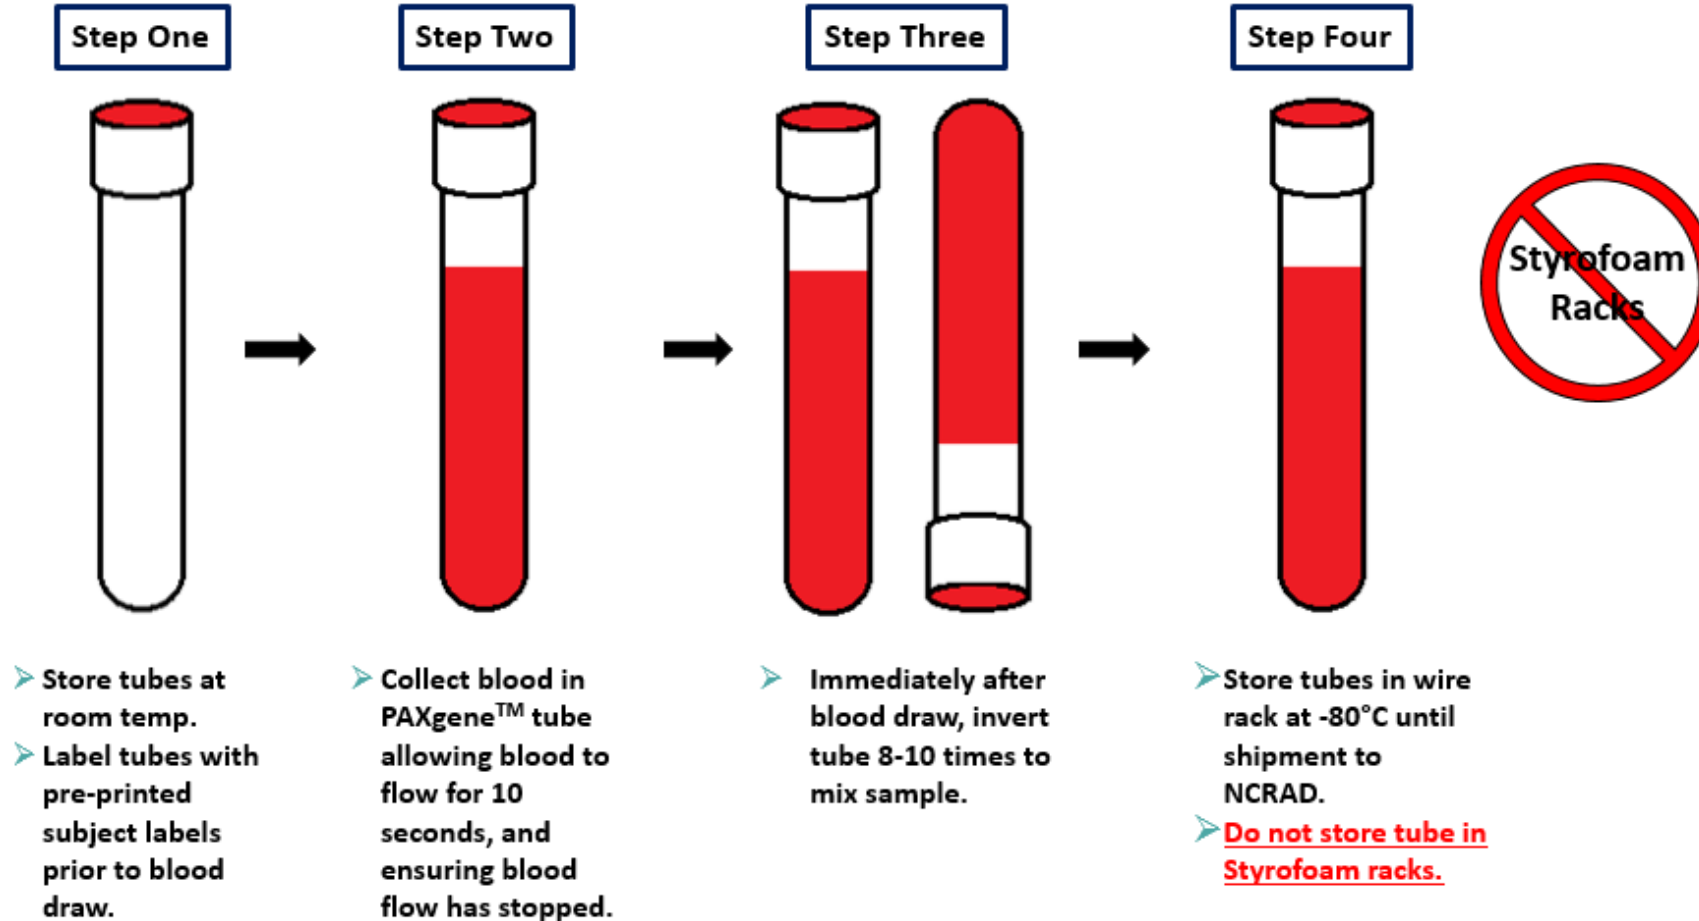 Step One
Step Two
Step Three
Step Four
Styrofoam
Racks
➢ Store tubes at
room temp.
➢ Label tubes with
pre-printed
subject labels
prior to blood
draw.
➢ Collect blood in
PAXgene™ tube
allowing blood to
flow for 10
seconds, and
ensuring blood
flow has stopped.
➢ Immediately after
blood draw, invert
tube 8-10 times to
mix sample.
➢ Store tubes in wire
rack at -80°C until
shipment to
NCRAD.
➢ Do not store tube in
Styrofoam racks.